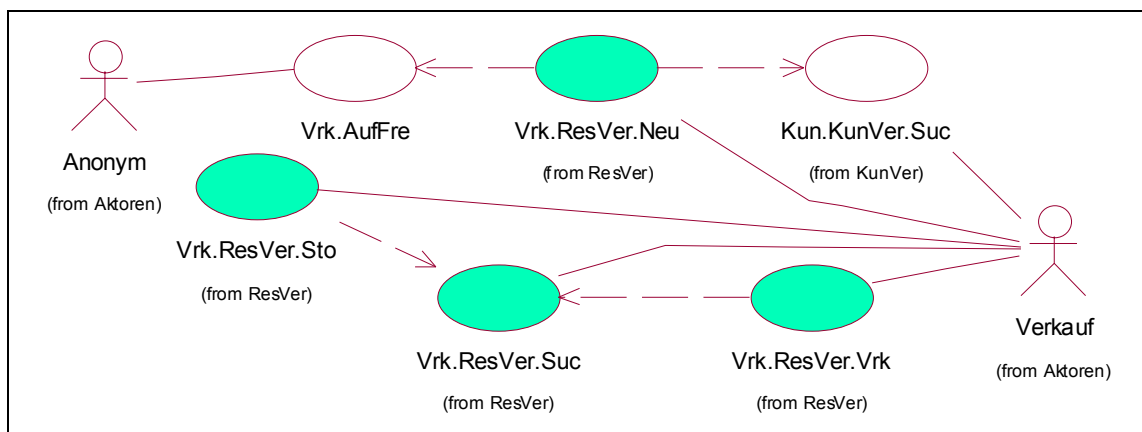 Vrk.AufFre
Vrk.ResVer.Neu
(from ResVer)
Kun.KunVer.Suc
(from KunVer)
Anonym
(from Aktoren)
Vrk.ResVer.Sto
(from ResVer)
Vrk.ResVer.Suc
(from ResVer)
Vrk.ResVer.Vrk
(from ResVer)
Verkauf
(from Aktoren)